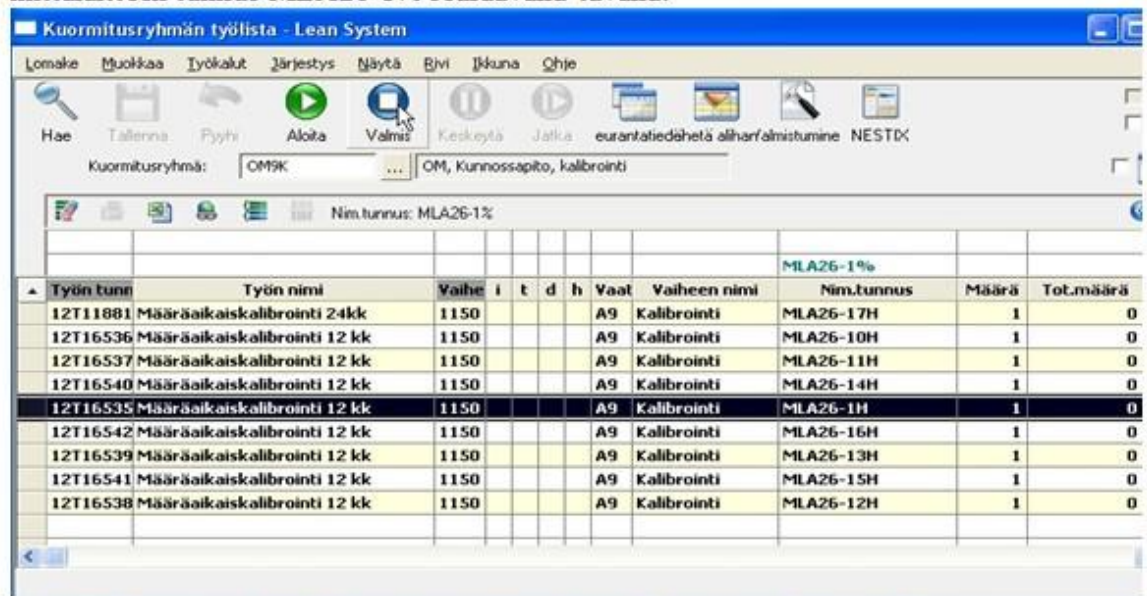 Kuormitusryhmän työlista - Lean System
Lomake Muokkaa Työkalut Järjestys Näytä Rivi Ikkuna Ohje
Hae Tallenna Pyyhi Aloita Valmis Keskeytä Jatka eurantatiedähetä aliharfalmistumine NESTIX
Kuormitusryhmä: OM9K ... OM, Kunnossapito, kalibrointi
Nim.tunnus: MLA26-1%
MLA26-1%
Työn tunn Työn nimi Vaihe i t d h Vaat Vaiheen nimi Nim.tunnus Määrä Tot.määrä
12T11881 Määräaikaiskalibrointi 24kk 1150 A9 Kalibrointi MLA26-17H 1 0
12T16536 Määräaikaiskalibrointi 12 kk 1150 A9 Kalibrointi MLA26-10H 1 0
12T16537 Määräaikaiskalibrointi 12 kk 1150 A9 Kalibrointi MLA26-11H 1 0
12T16540 Määräaikaiskalibrointi 12 kk 1150 A9 Kalibrointi MLA26-14H 1 0
12T16535 Määräaikaiskalibrointi 12 kk 1150 A9 Kalibrointi MLA26-1H 1 0
12T16542 Määräaikaiskalibrointi 12 kk 1150 A9 Kalibrointi MLA26-16H 1 0
12T16539 Määräaikaiskalibrointi 12 kk 1150 A9 Kalibrointi MLA26-13H 1 0
12T16541 Määräaikaiskalibrointi 12 kk 1150 A9 Kalibrointi MLA26-15H 1 0
12T16538 Määräaikaiskalibrointi 12 kk 1150 A9 Kalibrointi MLA26-12H 1 0